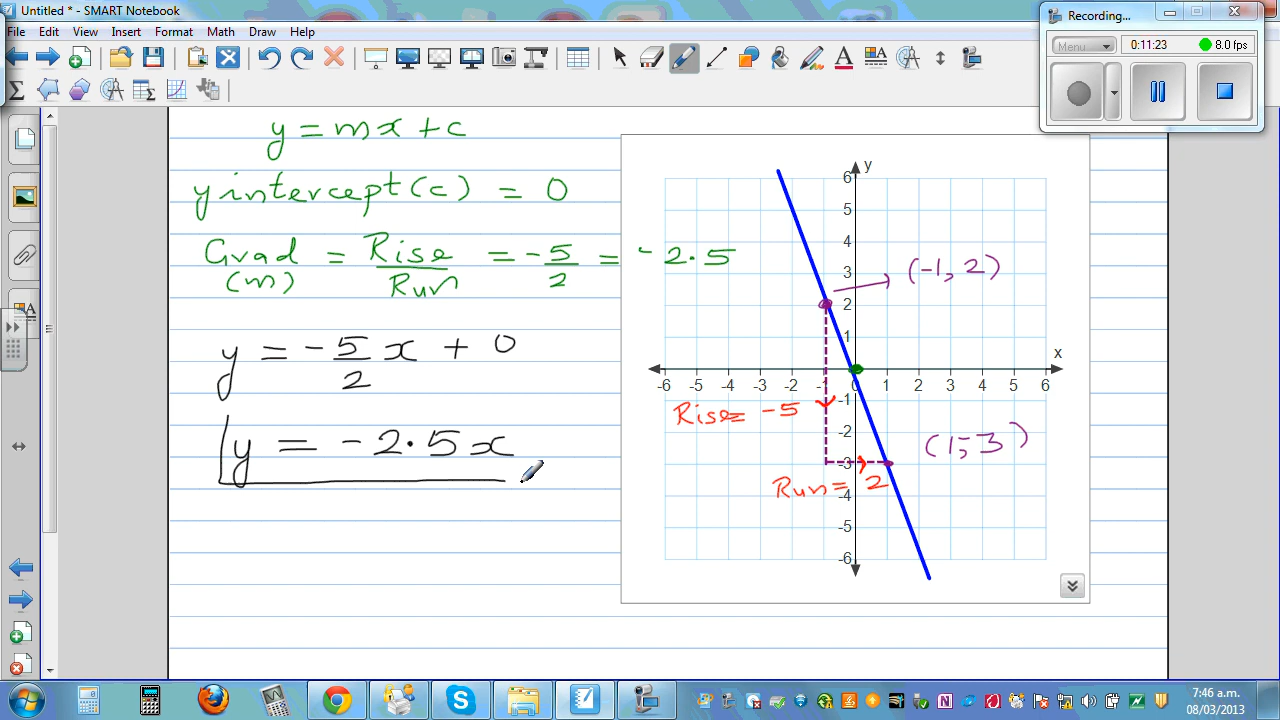 Untitled * - SMART Notebook
Recording...
File Edit View Insert Format Math Draw Help
Menu 0:11:23 8.0 fps
y = mx + c
y intercept (c) = 0
Grad (m) = Rise/Run = -5/2 = -2.5
y = -5/2 x + 0
y = -2.5x
y
6
5
4
3
2
1
(-1, 2)
x
-6 -5 -4 -3 -2 - 0 1 2 3 4 5 6
-1
-2
-3
-4
-5
-6
Rise= -5
(1,-3)
Run= 2
7:46 a.m.
08/03/2013